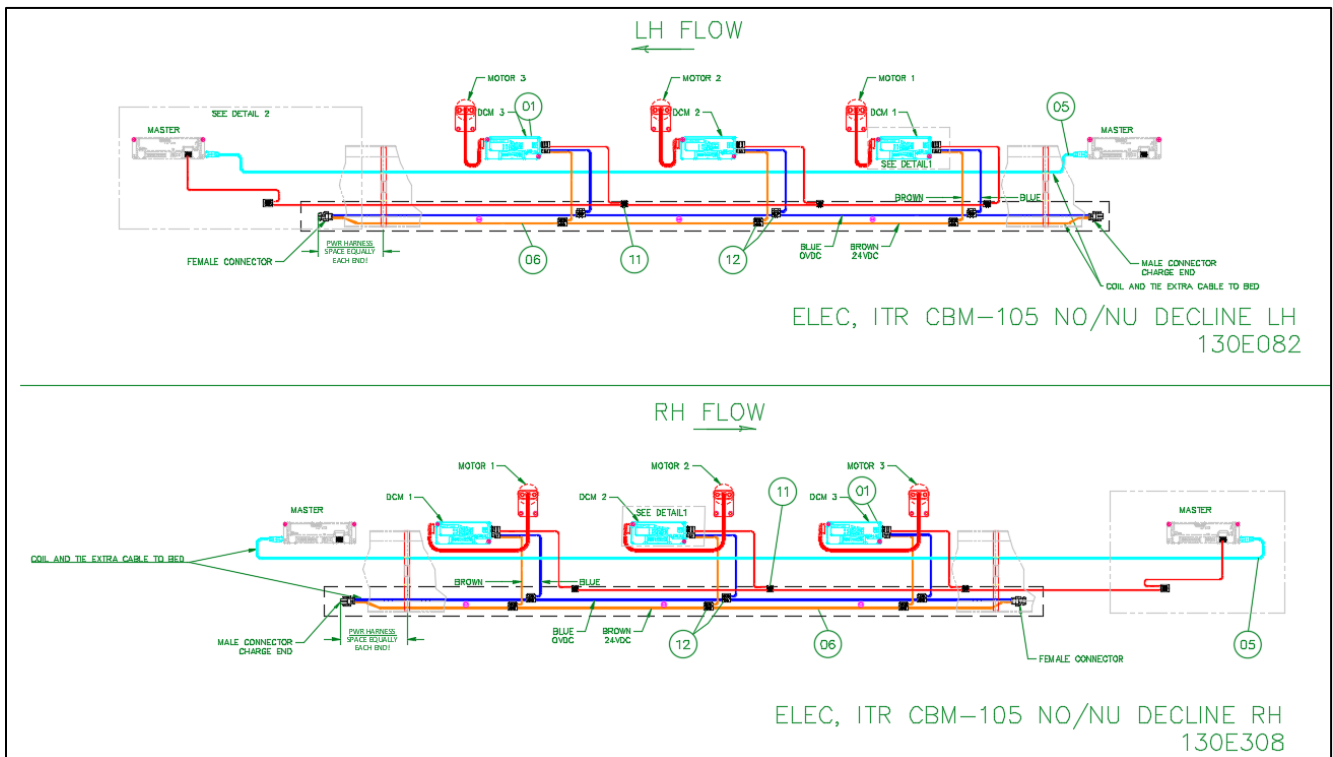 LH FLOW
MOTOR 3
MOTOR 2
MOTOR 1
SEE DETAIL 2
DCM 3
01
DCM 2
DCM 1
05
MASTER
MASTER
SEE DETAIL1
BROWN
BLUE
FEMALE CONNECTOR
PWR HARNESS
SPACE EQUALLY
EACH END!
06
11
12
BLUE
0VDC
BROWN
24VDC
MALE CONNECTOR
CHARGE END
COIL AND TIE EXTRA CABLE TO BED
ELEC, ITR CBM-105 NO/NU DECLINE LH
130E082
RH FLOW
MOTOR 1
MOTOR 2
MOTOR 3
DCM 1
DCM 2
11
DCM 3
01
MASTER
SEE DETAIL1
MASTER
COIL AND TIE EXTRA CABLE TO BED
BROWN
BLUE
MALE CONNECTOR
CHARGE END
PWR HARNESS
SPACE EQUALLY
EACH END!
BLUE
0VDC
BROWN
24VDC
12
06
FEMALE CONNECTOR
05
ELEC, ITR CBM-105 NO/NU DECLINE RH
130E308